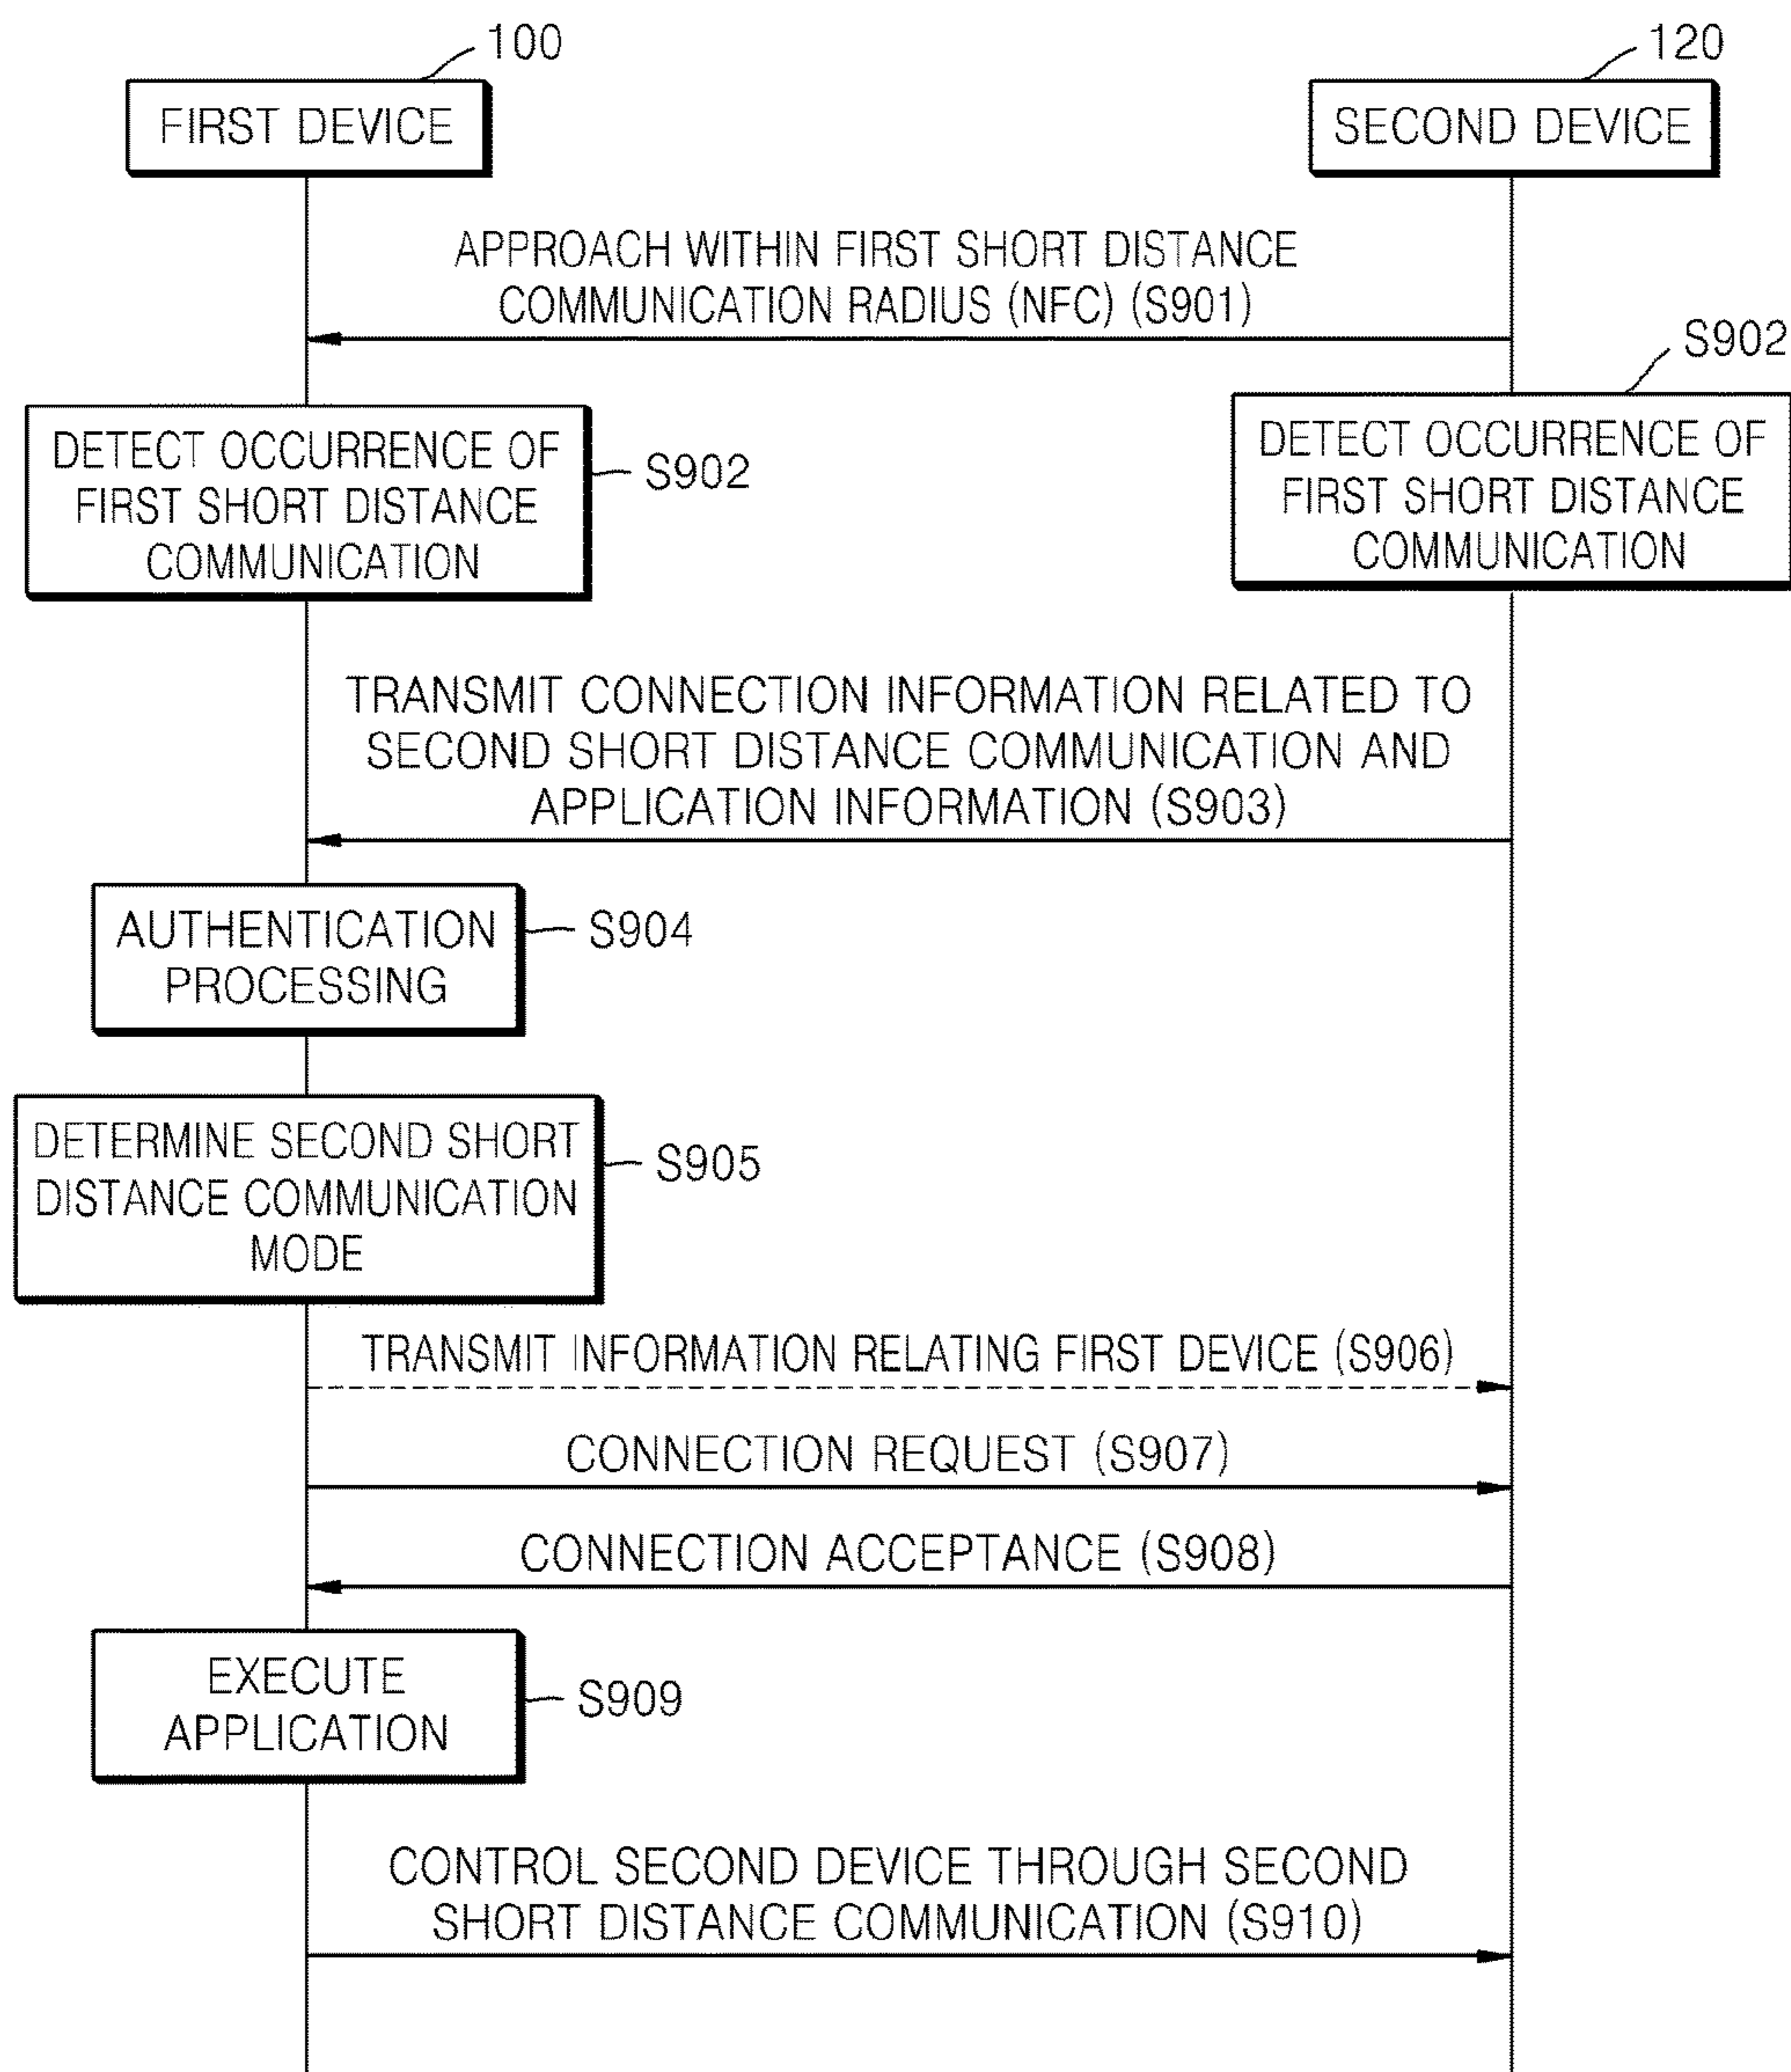 100
120
FIRST DEVICE
SECOND DEVICE
APPROACH WITHIN FIRST SHORT DISTANCE
COMMUNICATION RADIUS (NFC) (S901)
S902
DETECT OCCURRENCE OF
FIRST SHORT DISTANCE
COMMUNICATION
S902
DETECT OCCURRENCE OF
FIRST SHORT DISTANCE
COMMUNICATION
TRANSMIT CONNECTION INFORMATION RELATED TO
SECOND SHORT DISTANCE COMMUNICATION AND
APPLICATION INFORMATION (S903)
AUTHENTICATION
PROCESSING
S904
DETERMINE SECOND SHORT
DISTANCE COMMUNICATION
MODE
S905
TRANSMIT INFORMATION RELATING FIRST DEVICE (S906)
CONNECTION REQUEST (S907)
CONNECTION ACCEPTANCE (S908)
EXECUTE
APPLICATION
S909
CONTROL SECOND DEVICE THROUGH SECOND
SHORT DISTANCE COMMUNICATION (S910)